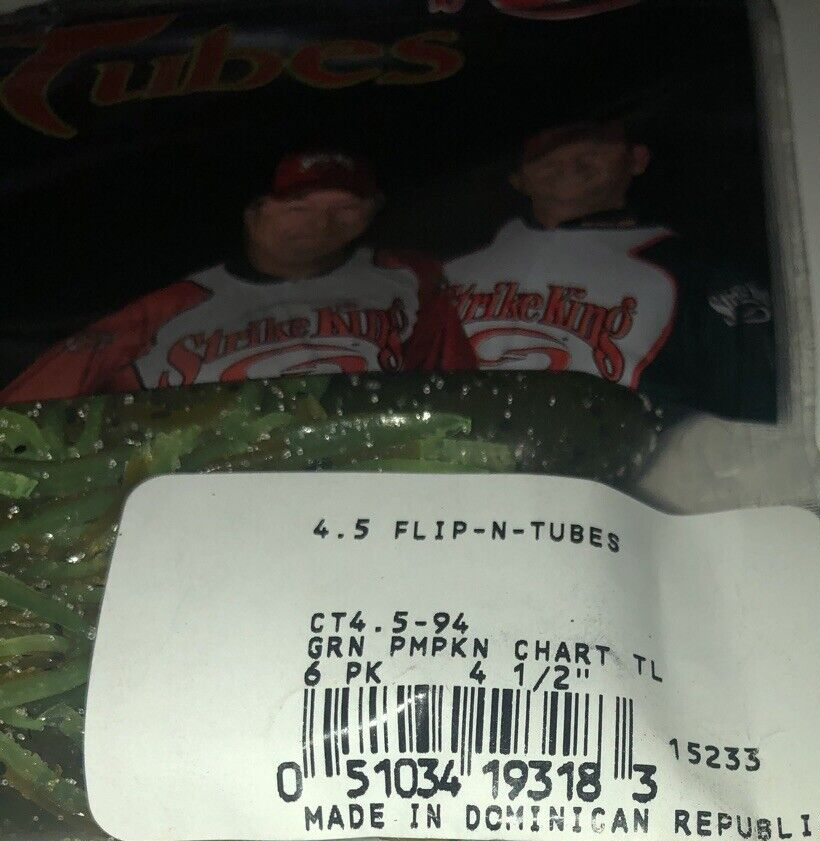 Tubes
Strike King
Strike King
4.5 FLIP-N-TUBES
CT4.5-94
GRN PMPKN CHART TL
6 PK 4 1/2"
15233
0 51034 19318 3
MADE IN DOMINICAN REPUBLI